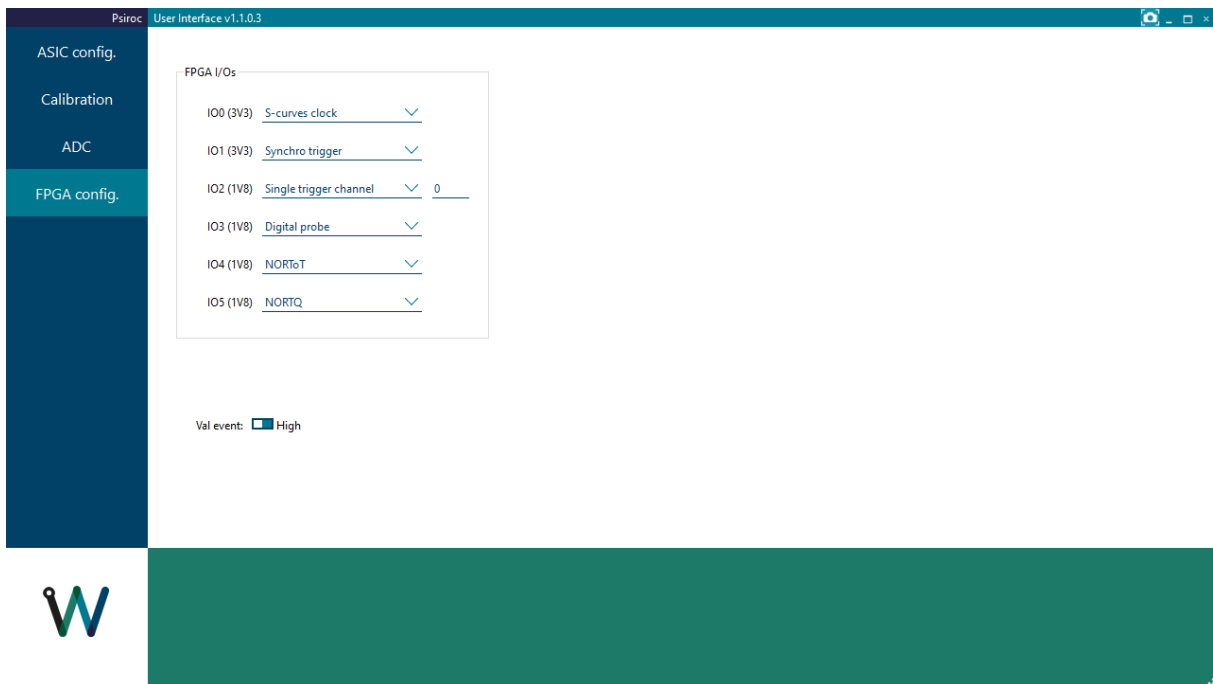 Psiroc User Interface v1.1.0.3
ASIC config.
Calibration
ADC
FPGA config.
FPGA I/Os
IO0 (3V3) S-curves clock
IO1 (3V3) Synchro trigger
IO2 (1V8) Single trigger channel 0
IO3 (1V8) Digital probe
IO4 (1V8) NORToT
IO5 (1V8) NORTQ
Val event: High